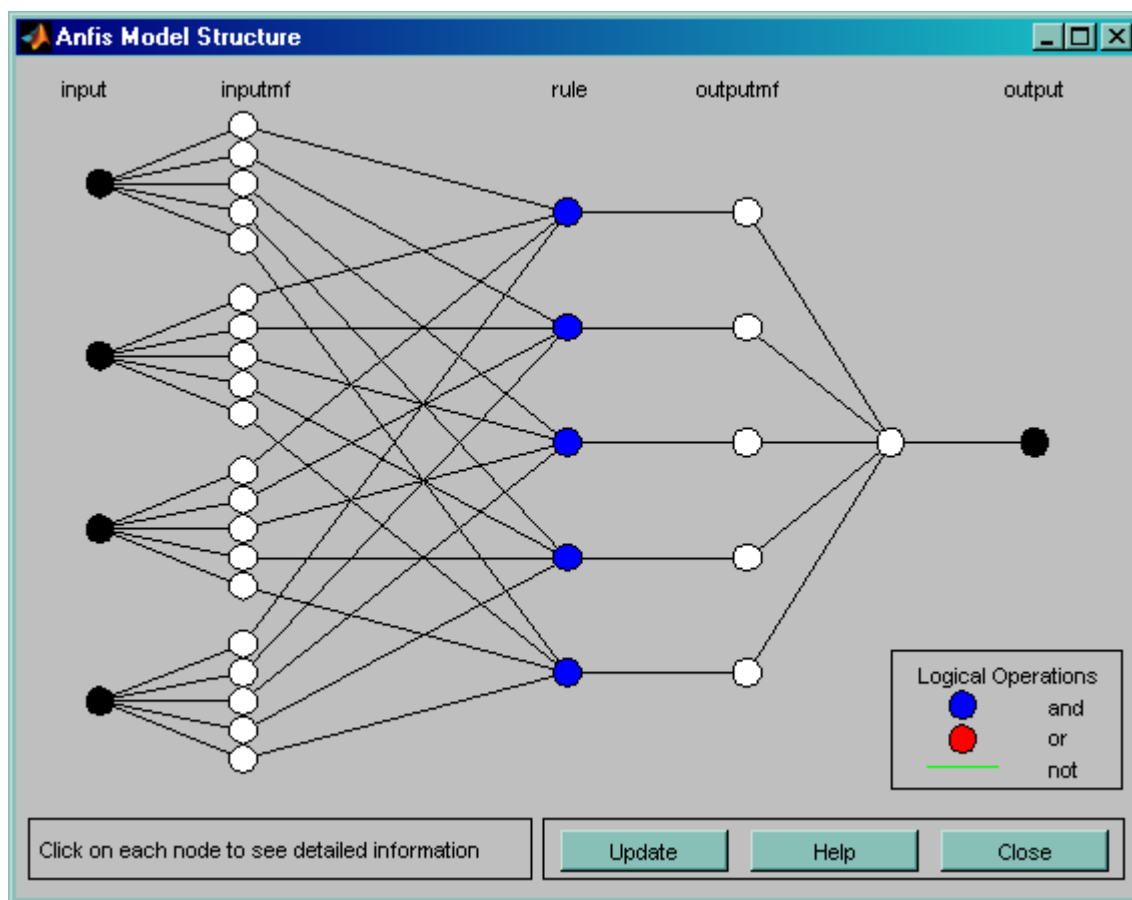 Anfis Model Structure
input inputmf rule outputmf output
Logical Operations
and
or
not
Click on each node to see detailed information
Update Help Close